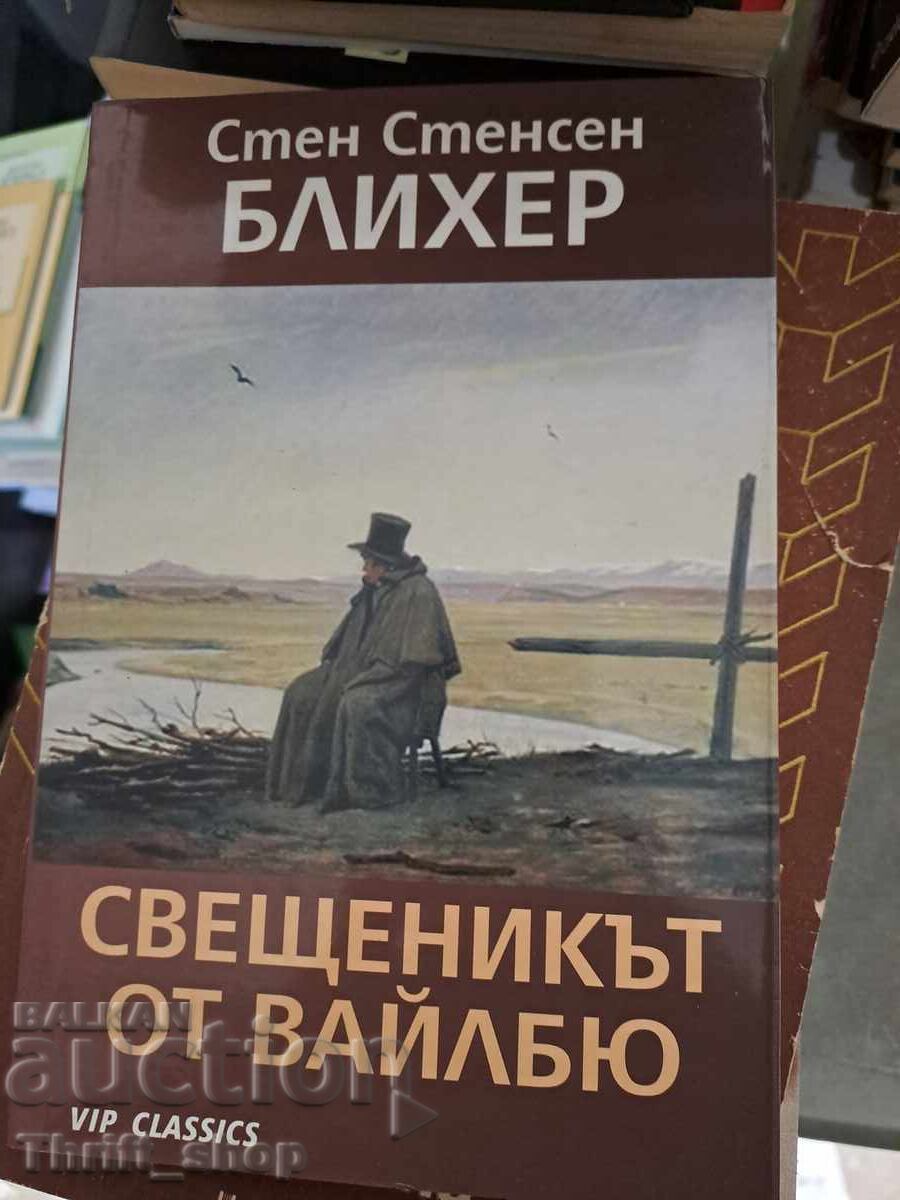 Стен Стенсен
БЛИХЕР
СВЕЩЕНИКЪТ
ОТ ВАЙЛБЮ
BALKAN
auction
VIP CLASSICS
Thrift_shop